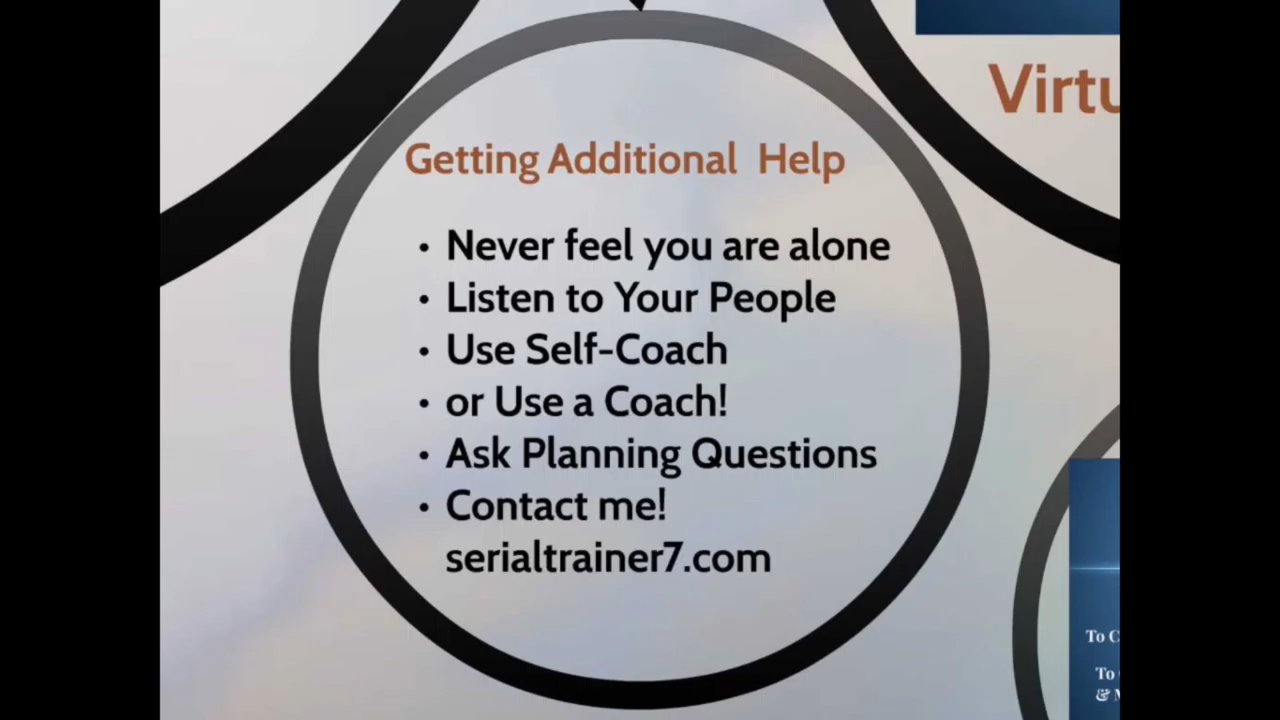 Getting Additional Help
• Never feel you are alone
• Listen to Your People
• Use Self-Coach
• or Use a Coach!
• Ask Planning Questions
• Contact me!
serialtrainer7.com
To